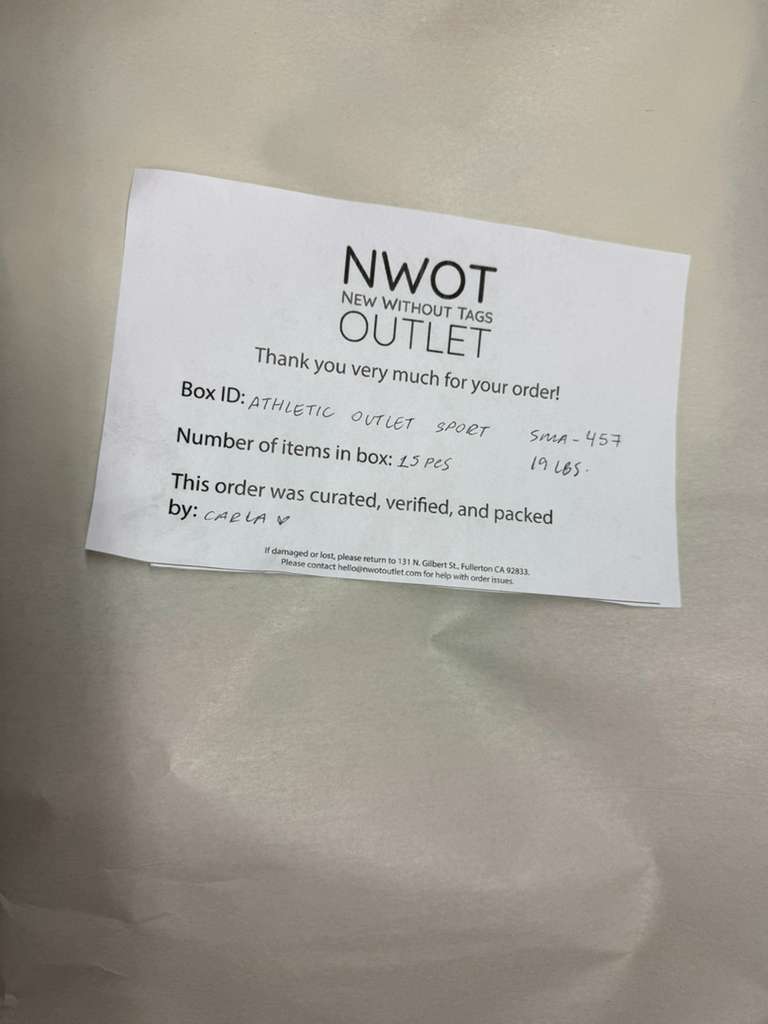 NWOT
NEW WITHOUT TAGS
OUTLET
Thank you very much for your order!
Box ID: ATHLETIC OUTLET SPORT SMA-457
Number of items in box: 15 PCS 19 LBS.
This order was curated, verified, and packed
by: CARLA ♥
If damaged or lost, please return to 131 N. Gilbert St., Fullerton CA 92833.
Please contact hello@nwotoutlet.com for help with order issues.